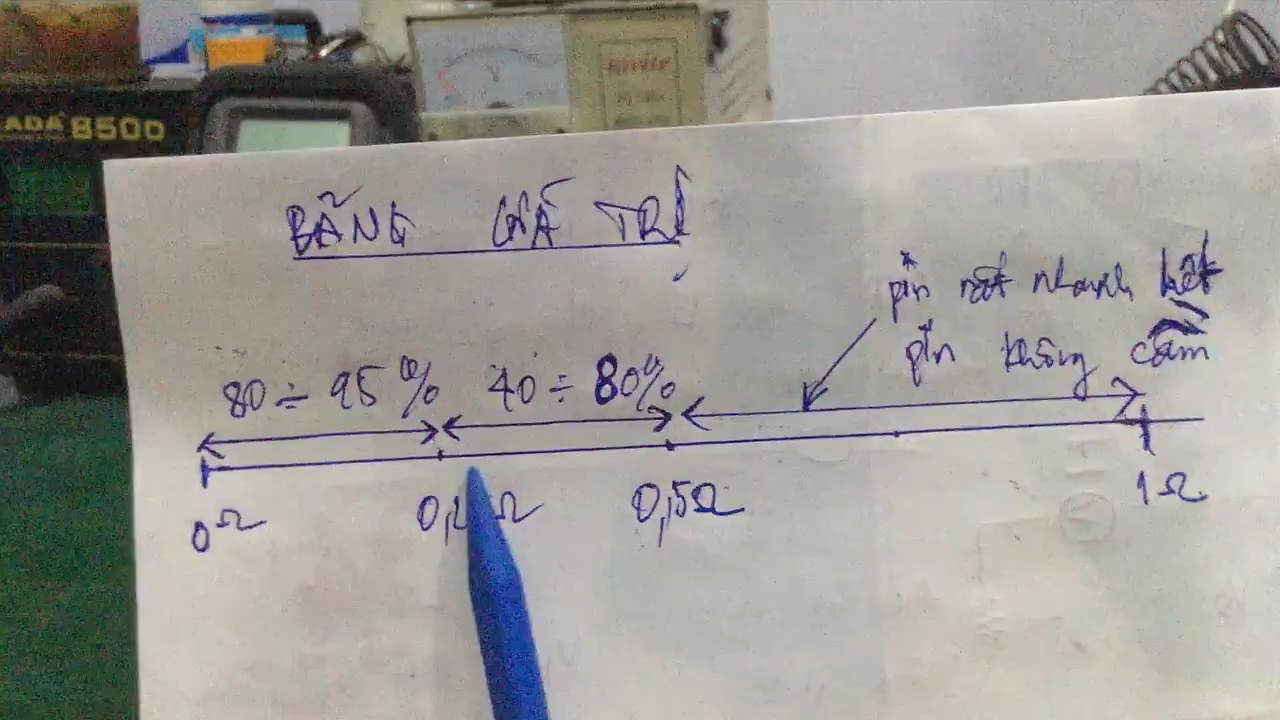 ADA 8500
BẢNG GIÁ TRỊ
pin rất nhanh hết
pin không cầm
80 ÷ 95% 40 ÷ 80%
0Ω 0,5Ω 1Ω